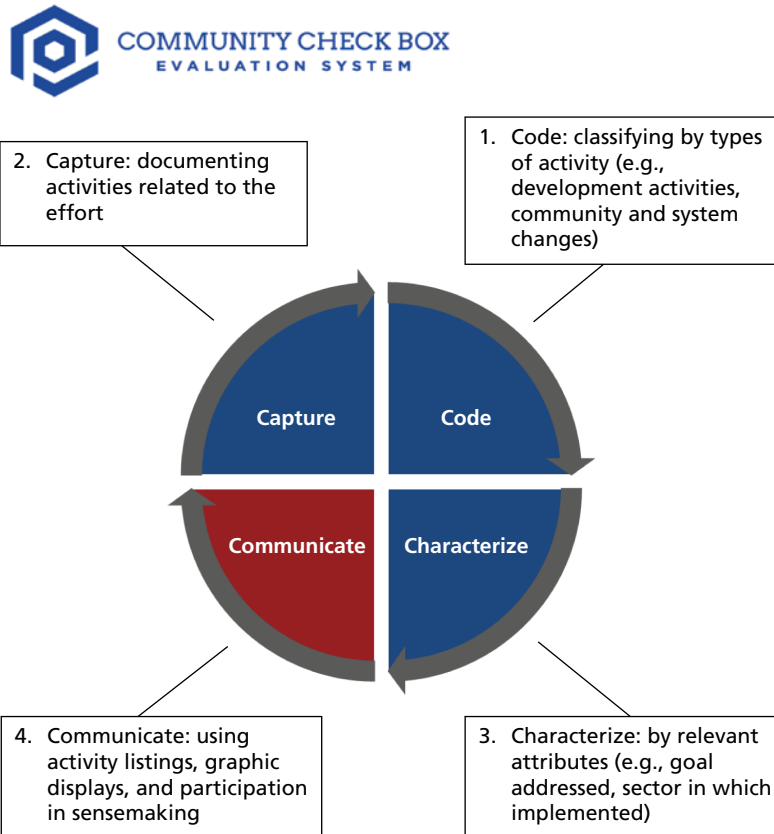 COMMUNITY CHECK BOX
EVALUATION SYSTEM
2. Capture: documenting
activities related to the
effort
1. Code: classifying by types
of activity (e.g.,
development activities,
community and system
changes)
Capture
Code
Communicate
Characterize
4. Communicate: using
activity listings, graphic
displays, and participation
in sensemaking
3. Characterize: by relevant
attributes (e.g., goal
addressed, sector in which
implemented)